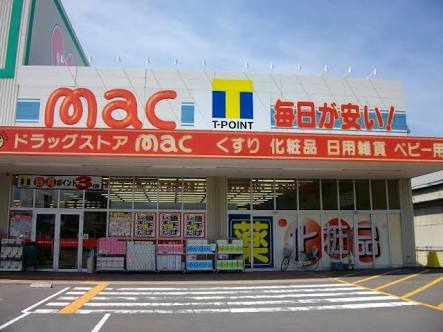 mac
T-POINT
毎日が安い!
ドラッグストア mac くすり 化粧品 日用雑貨 ベビー用
薬
化粧品